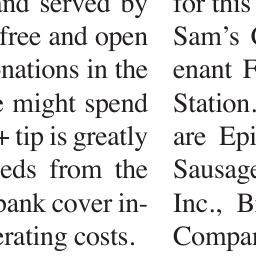 and served by
free and open
nations in the
might spend
+ tip is greatly
eds from the
bank cover in-
erating costs.
for this
Sam's
enant F
Station.
are Epi
Sausage
Inc., B
Compan